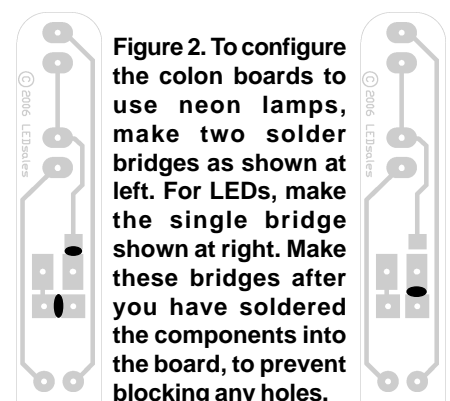 © 2006 LEDsales
Figure 2. To configure
the colon boards to
use neon lamps,
make two solder
bridges as shown at
left. For LEDs, make
the single bridge
shown at right. Make
these bridges after
you have soldered
the components into
the board, to prevent
blocking any holes.
© 2006 LEDsales